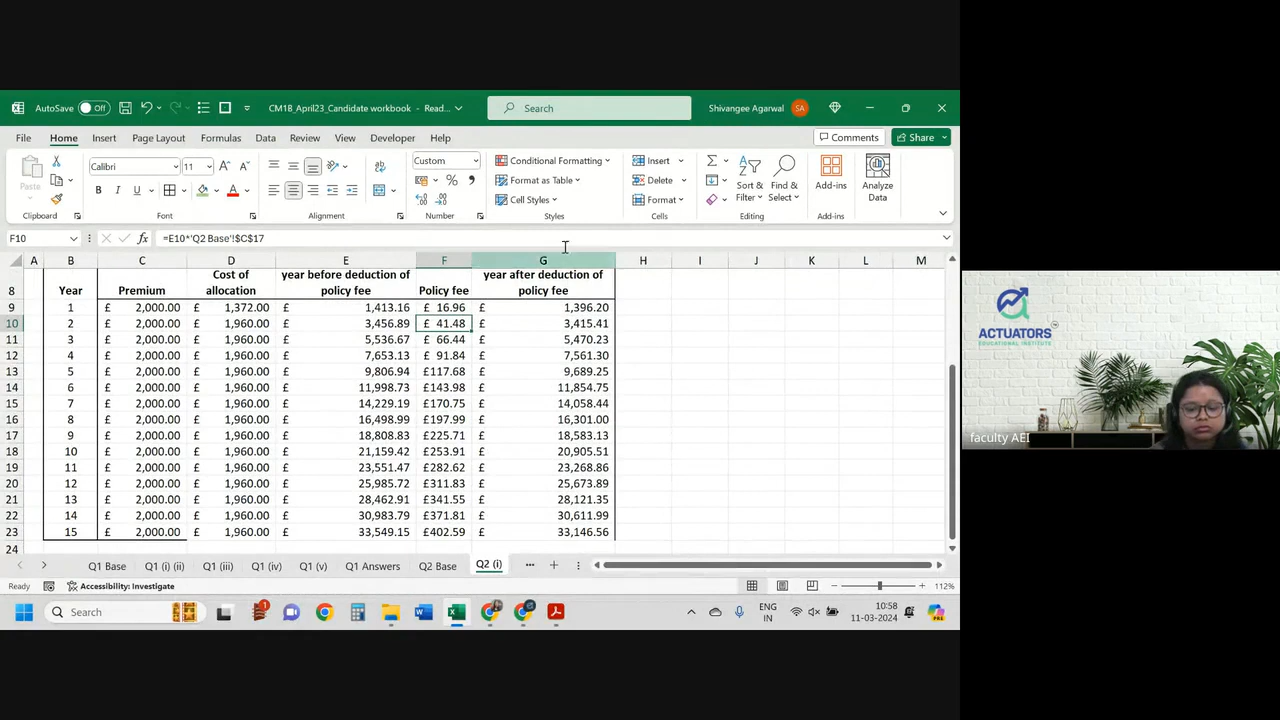 AutoSave Off CM1B_April23_Candidate workbook - Read... Search Shivangee Agarwal SA
File Home Insert Page Layout Formulas Data Review View Developer Help Comments Share
Paste Calibri 11 Custom Conditional Formatting Insert Sort & Filter Find & Select Add-ins Analyze Data
B I U Format as Table Delete
Cell Styles Format
Clipboard Font Alignment Number Styles Cells Editing Add-ins
F10 fx =E10*'Q2 Base'!$C$17
A B C D E F G H I J K L M
Cost of year before deduction of year after deduction of
8 Year Premium allocation policy fee Policy fee policy fee
9 1 £ 2,000.00 £ 1,372.00 £ 1,413.16 £ 16.96 £ 1,396.20
10 2 £ 2,000.00 £ 1,960.00 £ 3,456.89 £ 41.48 £ 3,415.41
11 3 £ 2,000.00 £ 1,960.00 £ 5,536.67 £ 66.44 £ 5,470.23
12 4 £ 2,000.00 £ 1,960.00 £ 7,653.13 £ 91.84 £ 7,561.30
13 5 £ 2,000.00 £ 1,960.00 £ 9,806.94 £117.68 £ 9,689.25
14 6 £ 2,000.00 £ 1,960.00 £ 11,998.73 £143.98 £ 11,854.75
15 7 £ 2,000.00 £ 1,960.00 £ 14,229.19 £170.75 £ 14,058.44
16 8 £ 2,000.00 £ 1,960.00 £ 16,498.99 £197.99 £ 16,301.00
17 9 £ 2,000.00 £ 1,960.00 £ 18,808.83 £225.71 £ 18,583.13
18 10 £ 2,000.00 £ 1,960.00 £ 21,159.42 £253.91 £ 20,905.51
19 11 £ 2,000.00 £ 1,960.00 £ 23,551.47 £282.62 £ 23,268.86
20 12 £ 2,000.00 £ 1,960.00 £ 25,985.72 £311.83 £ 25,673.89
21 13 £ 2,000.00 £ 1,960.00 £ 28,462.91 £341.55 £ 28,121.35
22 14 £ 2,000.00 £ 1,960.00 £ 30,983.79 £371.81 £ 30,611.99
23 15 £ 2,000.00 £ 1,960.00 £ 33,549.15 £402.59 £ 33,146.56
24
Q1 Base Q1 (i) (ii) Q1 (iii) Q1 (iv) Q1 (v) Q1 Answers Q2 Base Q2 (i)
Ready Accessibility: Investigate 112%
Search ENG IN 10:58 11-03-2024
ACTUATORS
EDUCATIONAL INSTITUTE
faculty AEI